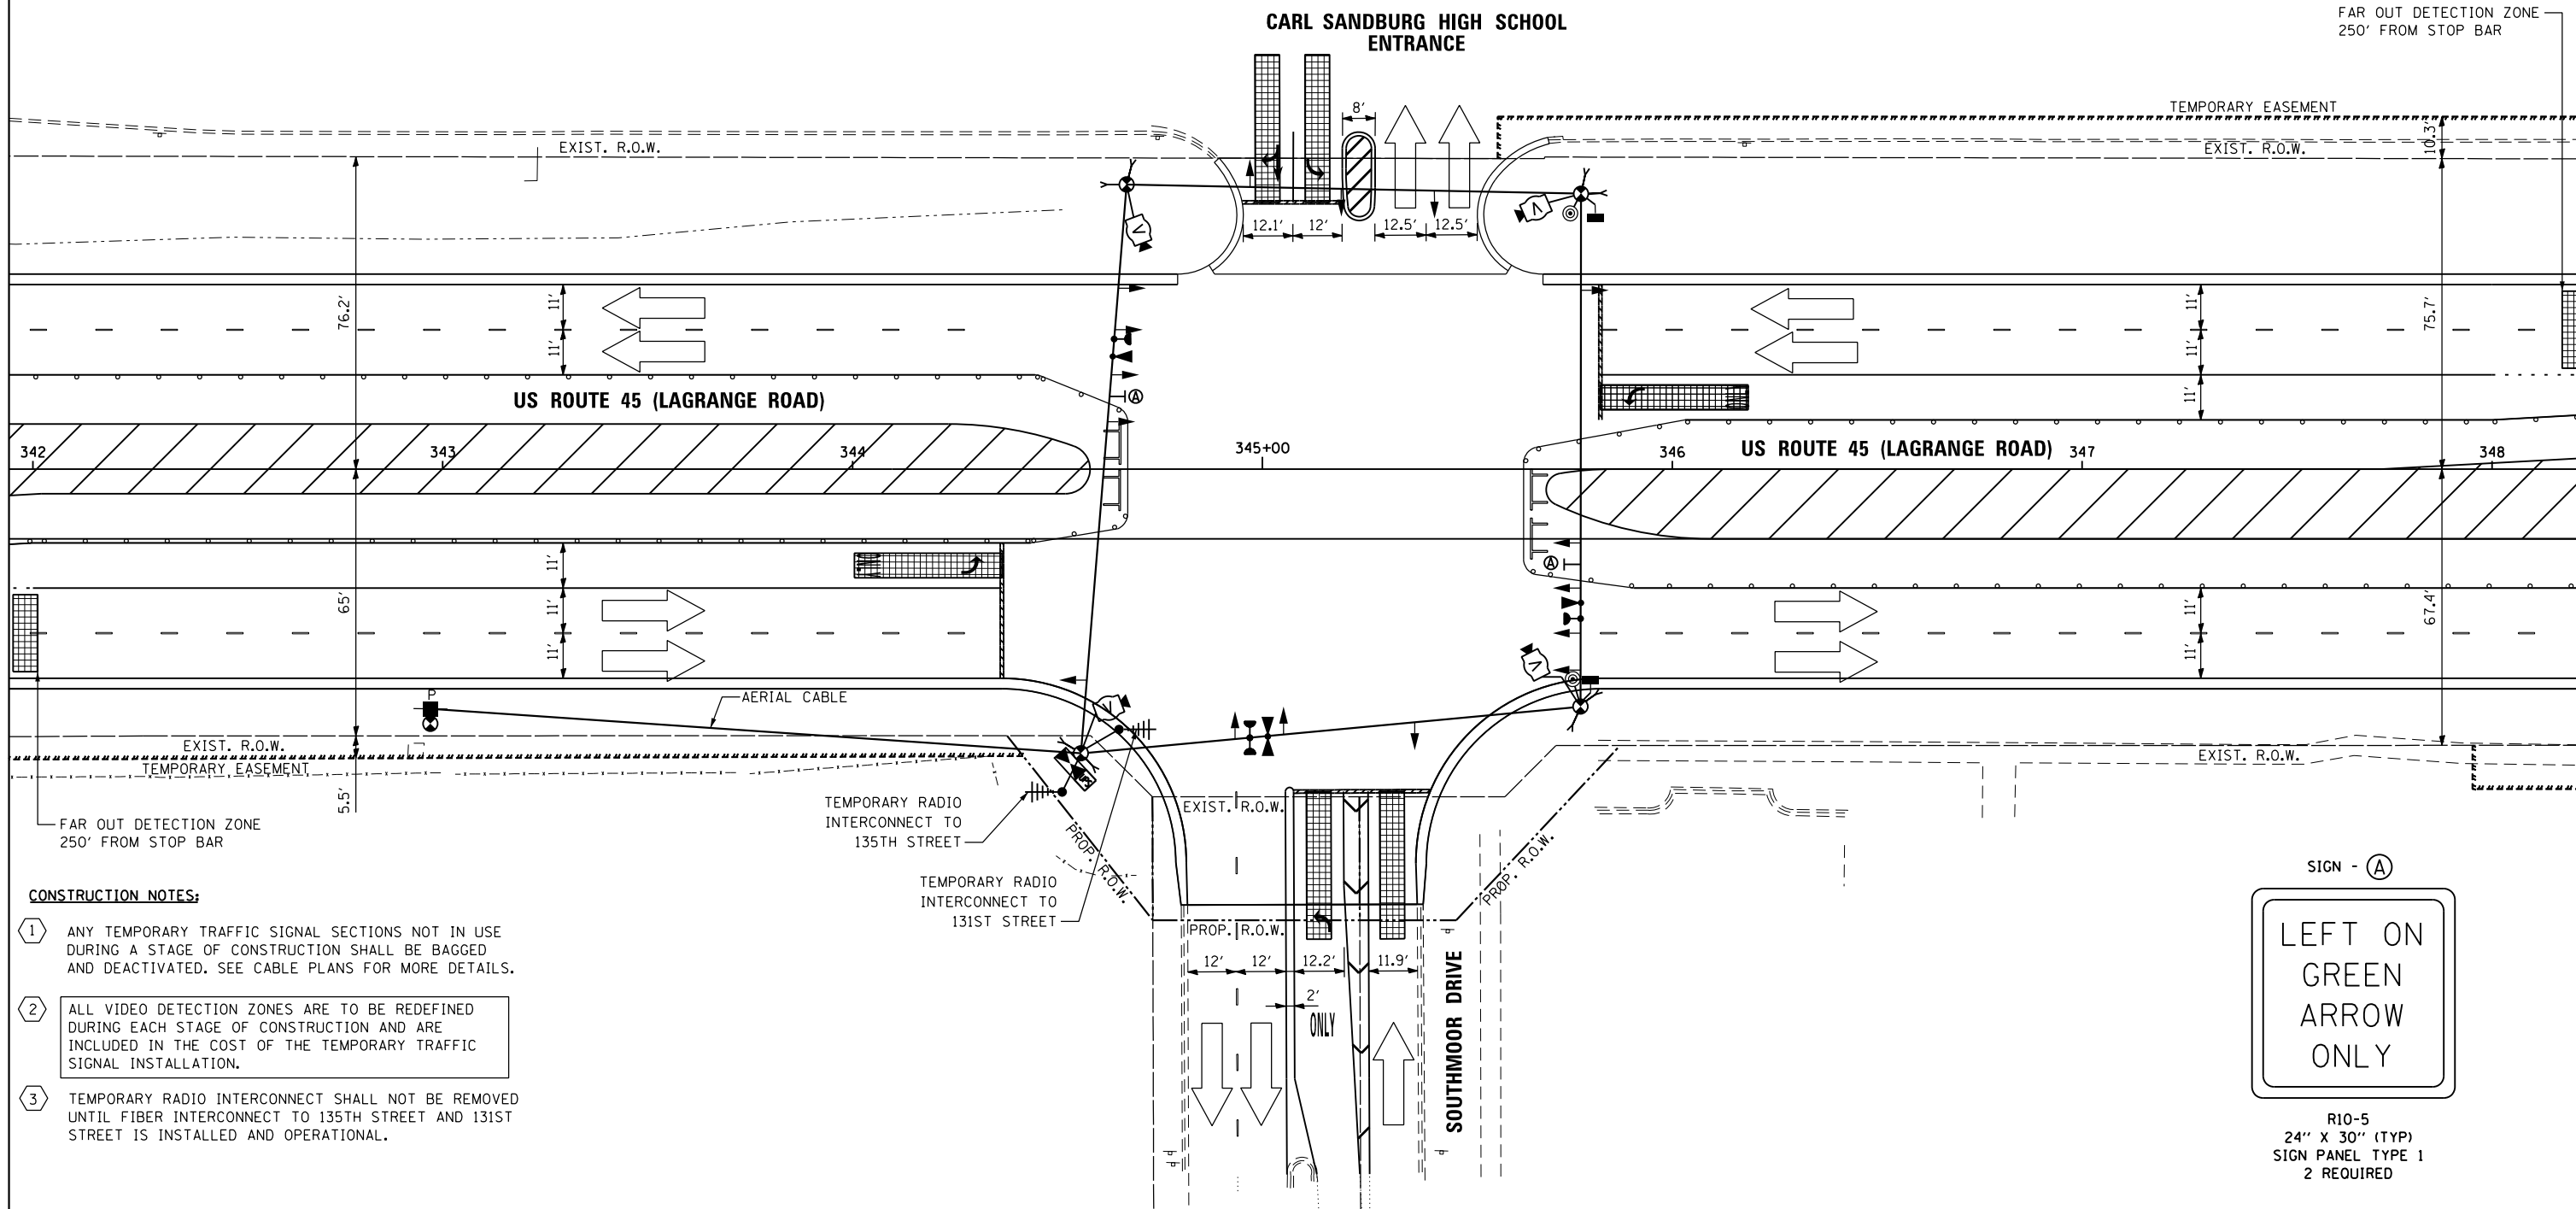 CARL SANDBURG HIGH SCHOOL
ENTRANCE
FAR OUT DETECTION ZONE
250' FROM STOP BAR
TEMPORARY EASEMENT
EXIST. R.O.W.
EXIST. R.O.W.
10.3'
8'
12.1'
12'
12.5'
12.5'
76.2'
11'
11'
11'
11'
11'
75.7'
US ROUTE 45 (LAGRANGE ROAD)
A
US ROUTE 45 (LAGRANGE ROAD)
342
343
344
345+00
346
347
348
A
65'
11'
11'
11'
11'
11'
67.4'
P
AERIAL CABLE
EXIST. R.O.W.
TEMPORARY EASEMENT
5.5'
UPS
EXIST. R.O.W.
TEMPORARY RADIO
INTERCONNECT TO
135TH STREET
EXIST. R.O.W.
PROP. R.O.W.
PROP. R.O.W.
FAR OUT DETECTION ZONE
250' FROM STOP BAR
TEMPORARY RADIO
INTERCONNECT TO
131ST STREET
PROP. R.O.W.
12'
12'
12.2'
11.9'
2'
ONLY
SOUTHMOOR DRIVE
CONSTRUCTION NOTES:
1 ANY TEMPORARY TRAFFIC SIGNAL SECTIONS NOT IN USE
DURING A STAGE OF CONSTRUCTION SHALL BE BAGGED
AND DEACTIVATED. SEE CABLE PLANS FOR MORE DETAILS.
2 ALL VIDEO DETECTION ZONES ARE TO BE REDEFINED
DURING EACH STAGE OF CONSTRUCTION AND ARE
INCLUDED IN THE COST OF THE TEMPORARY TRAFFIC
SIGNAL INSTALLATION.
3 TEMPORARY RADIO INTERCONNECT SHALL NOT BE REMOVED
UNTIL FIBER INTERCONNECT TO 135TH STREET AND 131ST
STREET IS INSTALLED AND OPERATIONAL.
SIGN - A
LEFT ON
GREEN
ARROW
ONLY
R10-5
24" X 30" (TYP)
SIGN PANEL TYPE 1
2 REQUIRED